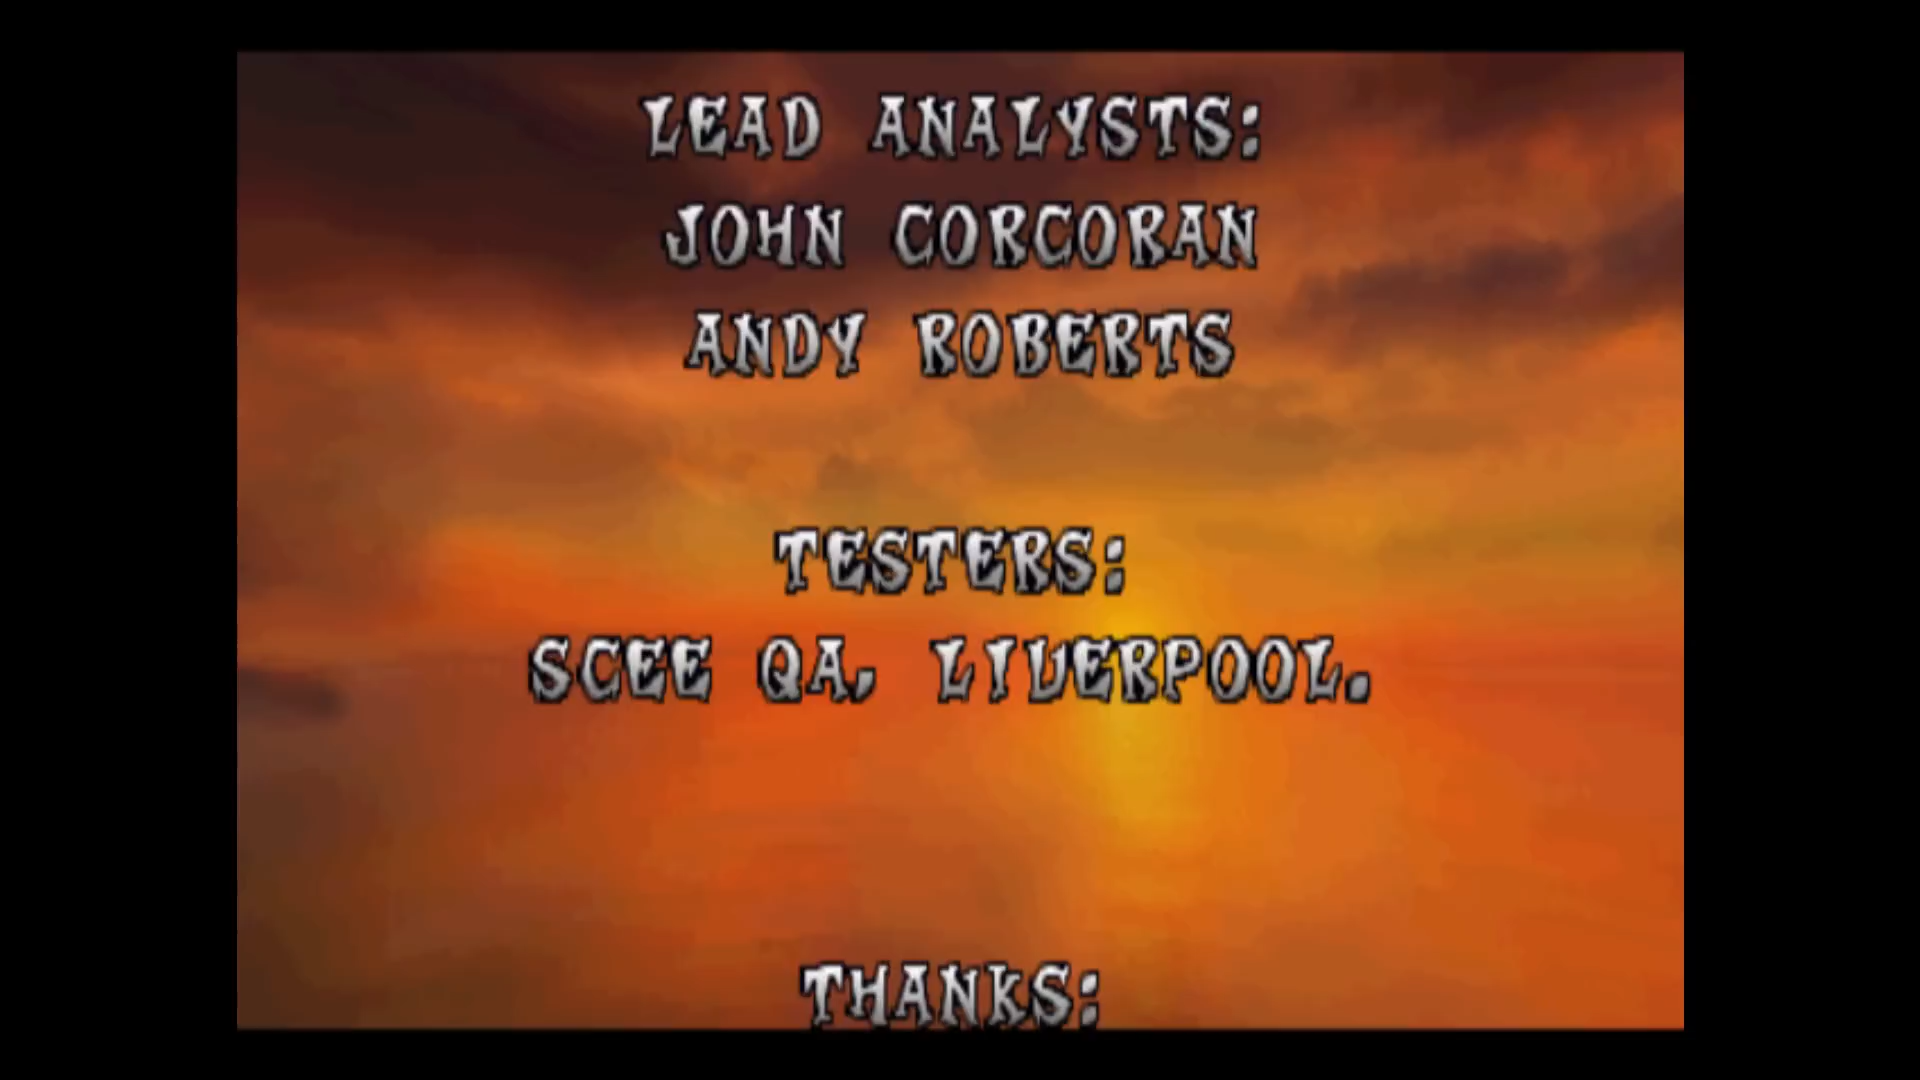 LEAD ANALYSTS:
JOHN CORCORAN
ANDY ROBERTS
TESTERS:
SCEE QA, LIVERPOOL.
THANKS: